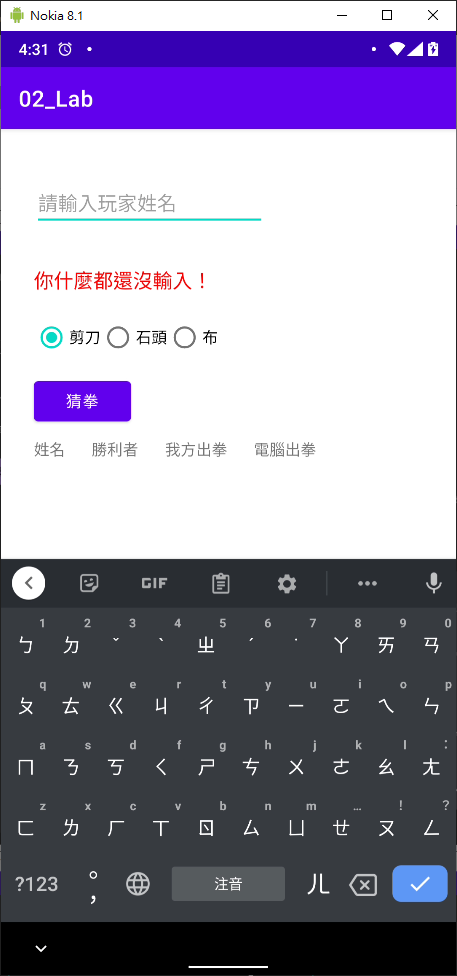 Nokia 8.1
4:31
02_Lab
請輸入玩家姓名
你什麼都還沒輸入！
剪刀 石頭 布
猜拳
姓名 勝利者 我方出拳 電腦出拳
GIF
1 2 3 4 5 6 7 8 9 0
ㄅ ㄉ ˇ ˋ ㄓ ˊ ˙ ㄚ ㄞ ㄢ
q w e r t y u i o p
ㄆ ㄊ ㄍ ㄐ ㄔ ㄗ ㄧ ㄛ ㄟ ㄣ
a s d f g h j k l :
ㄇ ㄋ ㄎ ㄑ ㄕ ㄘ ㄨ ㄜ ㄠ ㄤ
z x c v b n m … ! ?
ㄈ ㄌ ㄏ ㄒ ㄖ ㄙ ㄩ ㄝ ㄡ ㄥ
?123 °, 注音 ㄦ